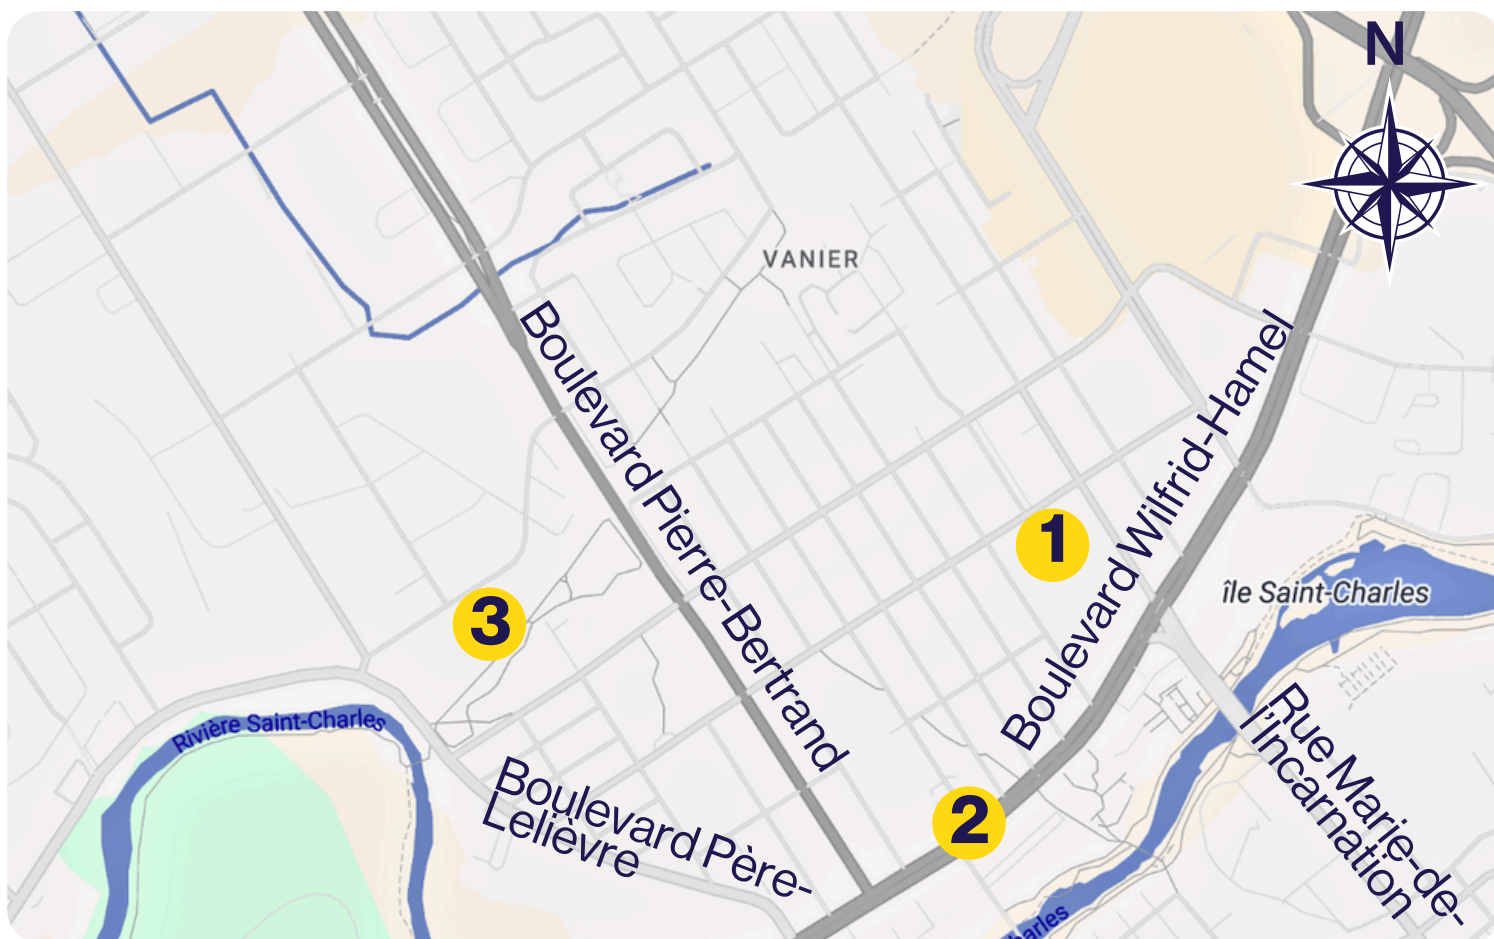 N
VANIER
Boulevard Pierre-Bertrand
Boulevard Wilfrid-Hamel
1
île Saint-Charles
3
Rivière Saint-Charles
Rue Marie-de-
l'Incarnation
Boulevard Père-
Lelièvre
2
harles